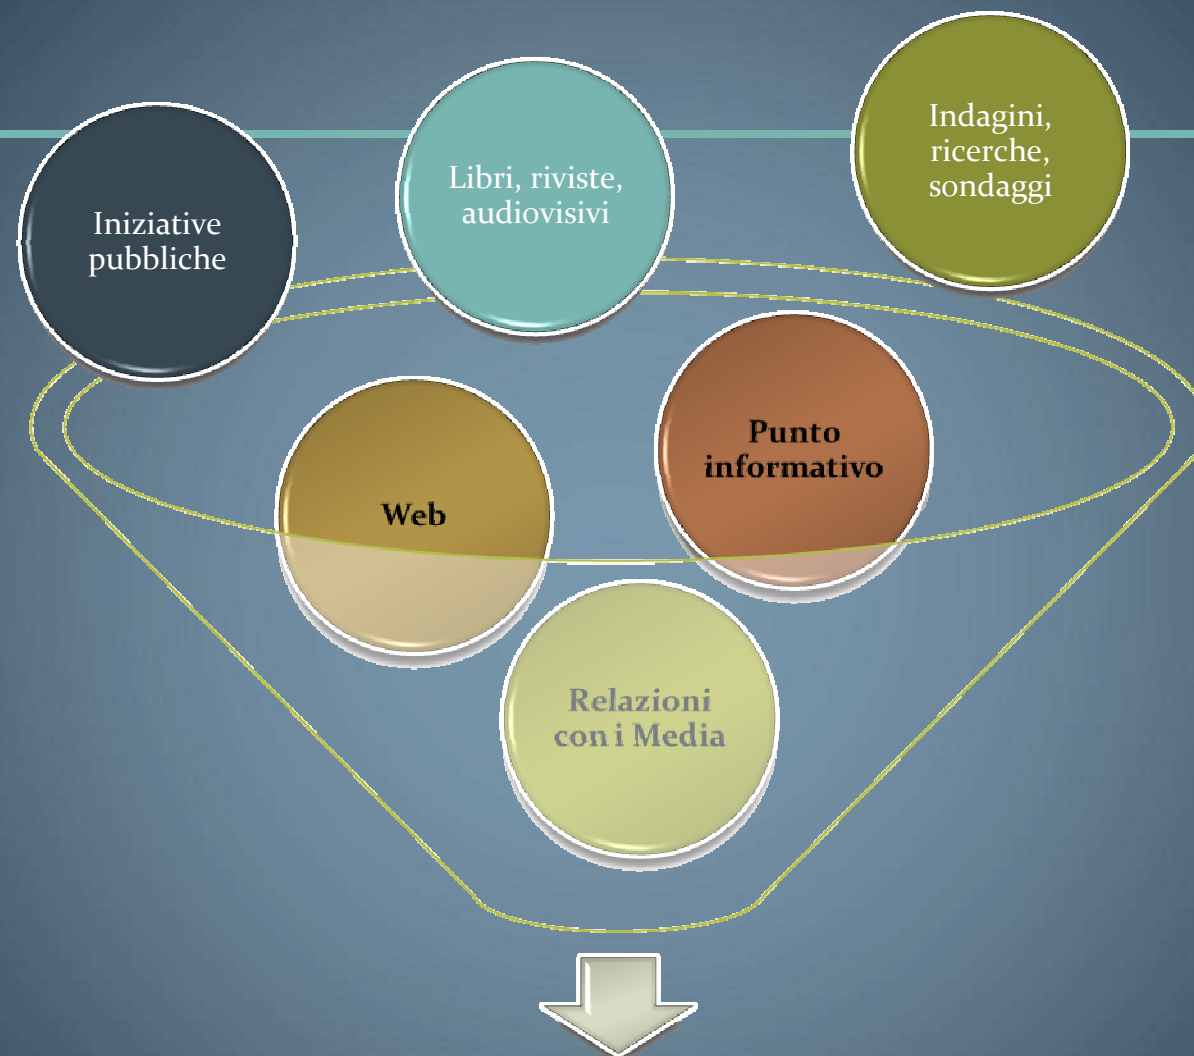 Iniziative
pubbliche
Libri, riviste,
audiovisivi
Indagini,
ricerche,
sondaggi
Web
Punto
informativo
Relazioni
con i Media